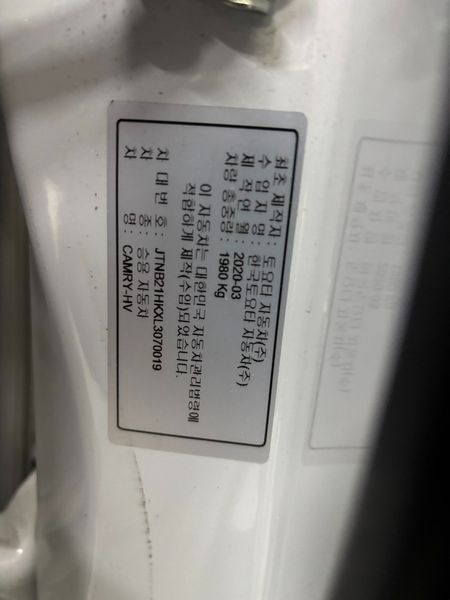 최초 제작자: 토요타 자동차(주)
수 입 자 명: 한국토요타 자동차(주)
제 작 연 월: 2020-03
차량 총중량: 1980 Kg
이 자동차는 대한민국 자동차관리법령에
적합하게 제작(수입)되었습니다.
차 대 번 호: JTNB21HKXL3070019
차 종: 승용 자동차
차 명: CAMRY-HV